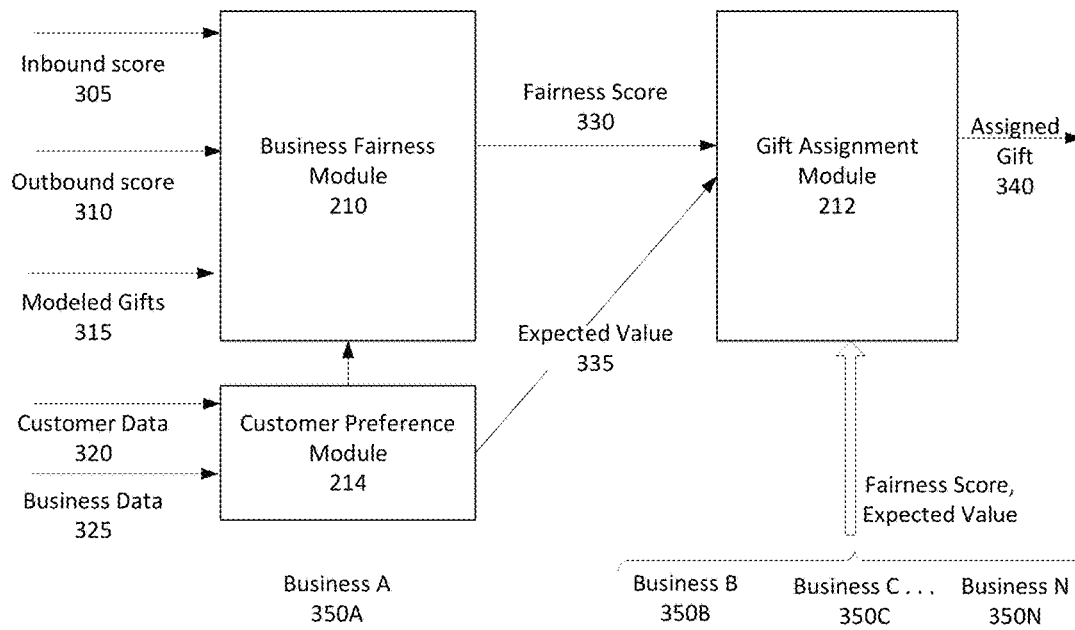 Inbound score
305
Outbound score
310
Modeled Gifts
315
Business Fairness
Module
210
Fairness Score
330
Gift Assignment
Module
212
Assigned
Gift
340
Expected Value
335
Customer Data
320
Business Data
325
Customer Preference
Module
214
Fairness Score,
Expected Value
Business A
350A
Business B
350B
Business C . . .
350C
Business N
350N